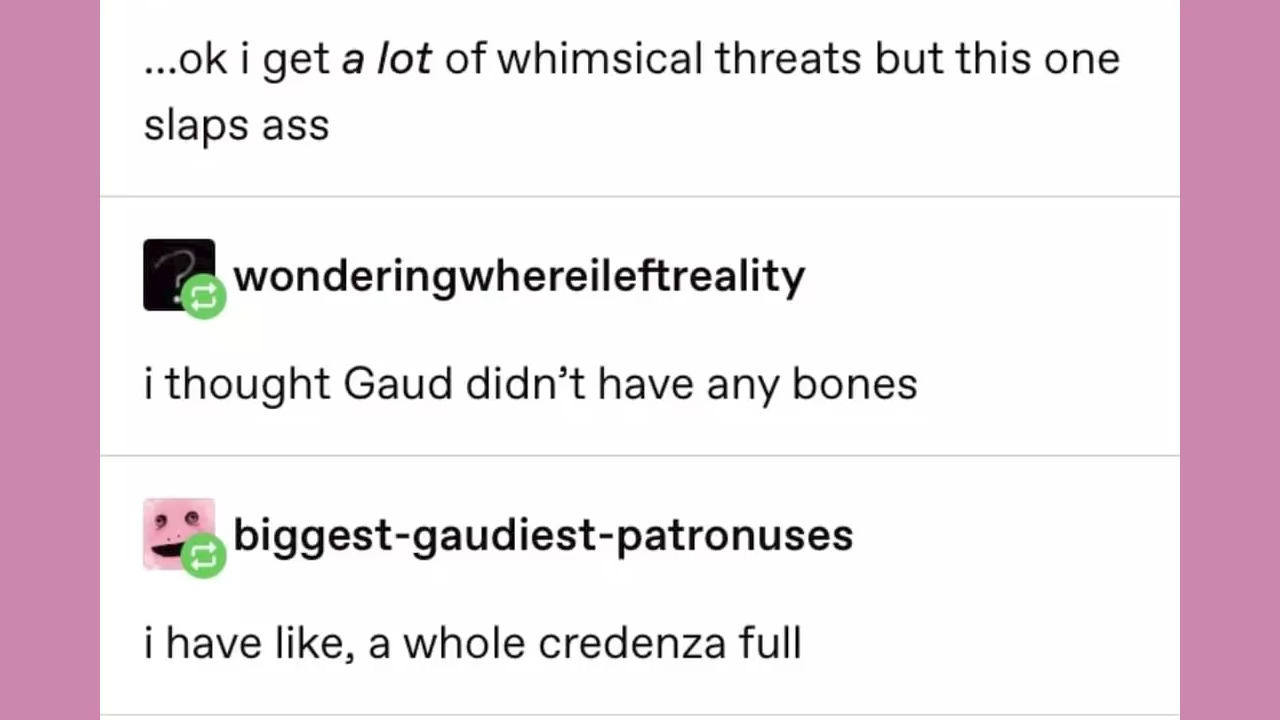 ...ok i get a lot of whimsical threats but this one
slaps ass
wonderingwhereileftreality
i thought Gaud didn’t have any bones
biggest-gaudiest-patronuses
i have like, a whole credenza full